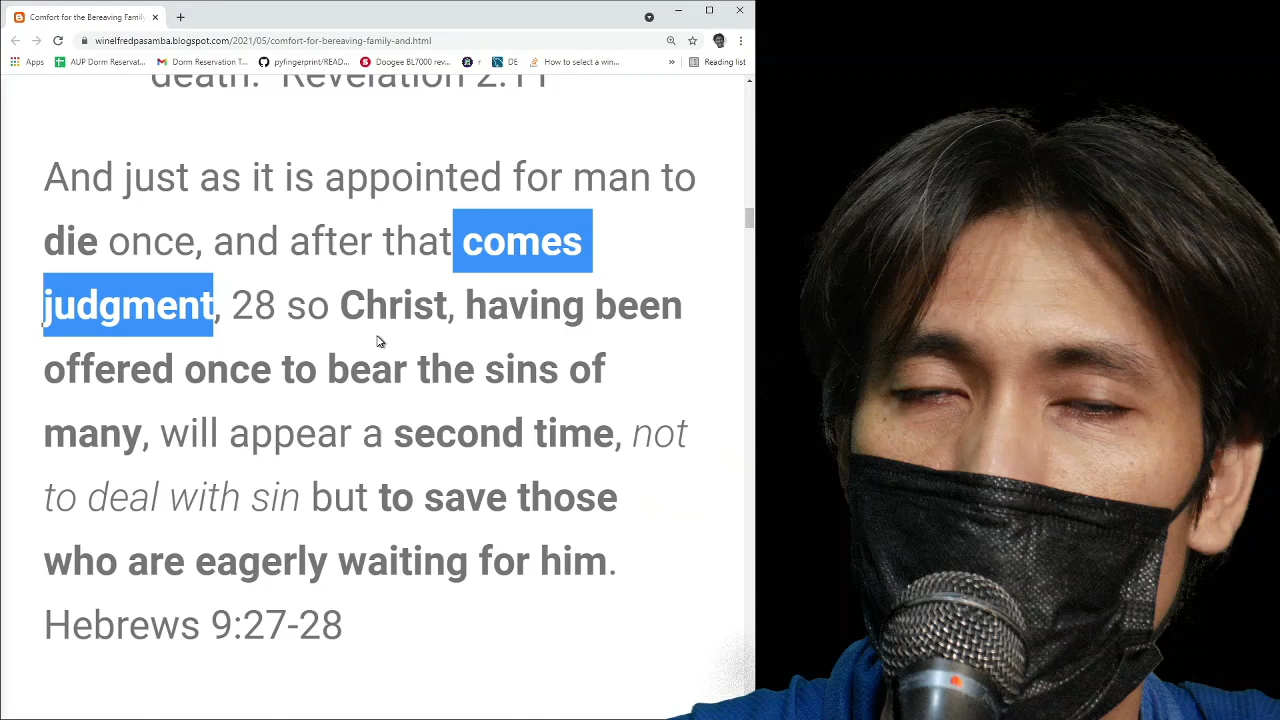 Comfort for the Bereaving Family
winelfredpasamba.blogspot.com/2021/05/comfort-for-bereaving-family-and.html
Apps AUP Dorm Reservat... Dorm Reservation T... pyfingerprint/READ... Doogee BL7000 rev... r DE How to select a win... » Reading list
death.' Revelation 2:11
And just as it is appointed for man to
die once, and after that comes
judgment, 28 so Christ, having been
offered once to bear the sins of
many, will appear a second time, not
to deal with sin but to save those
who are eagerly waiting for him.
Hebrews 9:27-28